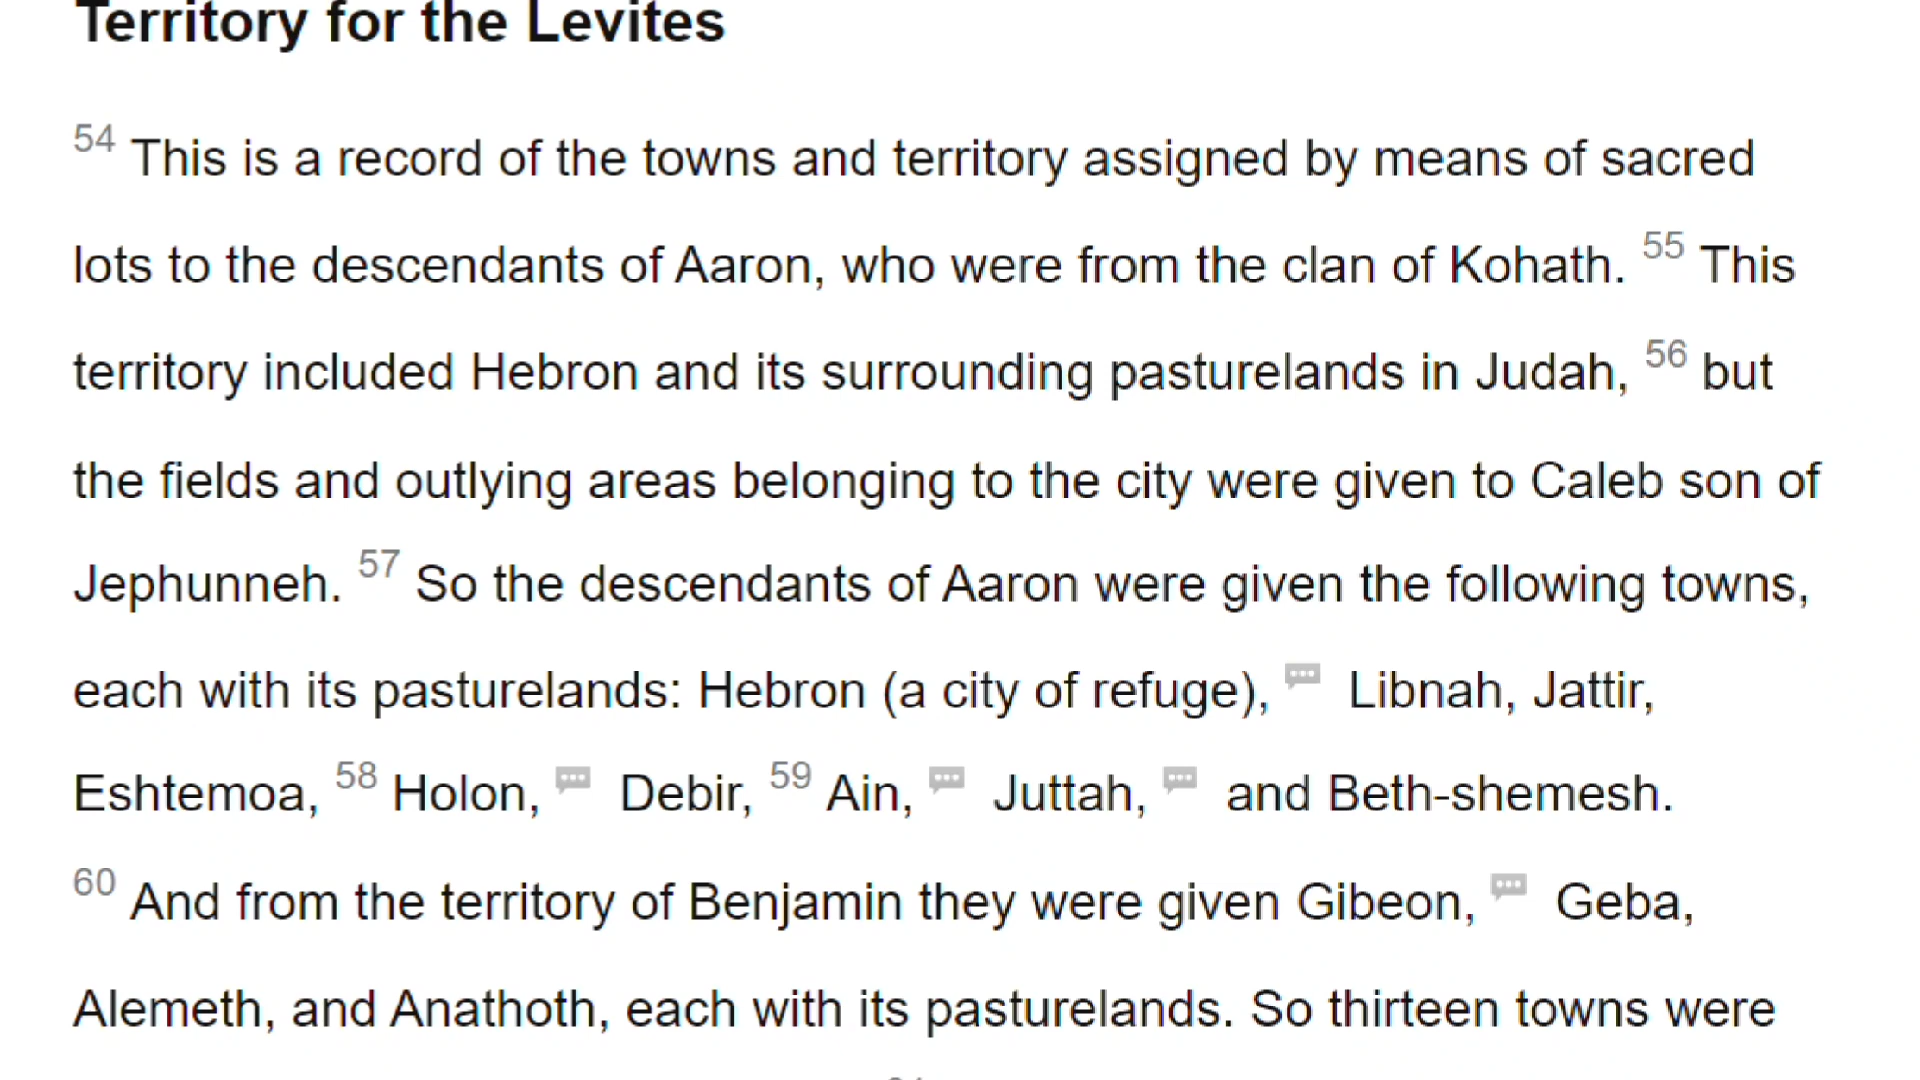 Territory for the Levites
54 This is a record of the towns and territory assigned by means of sacred
lots to the descendants of Aaron, who were from the clan of Kohath. 55 This
territory included Hebron and its surrounding pasturelands in Judah, 56 but
the fields and outlying areas belonging to the city were given to Caleb son of
Jephunneh. 57 So the descendants of Aaron were given the following towns,
each with its pasturelands: Hebron (a city of refuge), Libnah, Jattir,
Eshtemoa, 58 Holon, Debir, 59 Ain, Juttah, and Beth-shemesh.
60 And from the territory of Benjamin they were given Gibeon, Geba,
Alemeth, and Anathoth, each with its pasturelands. So thirteen towns were